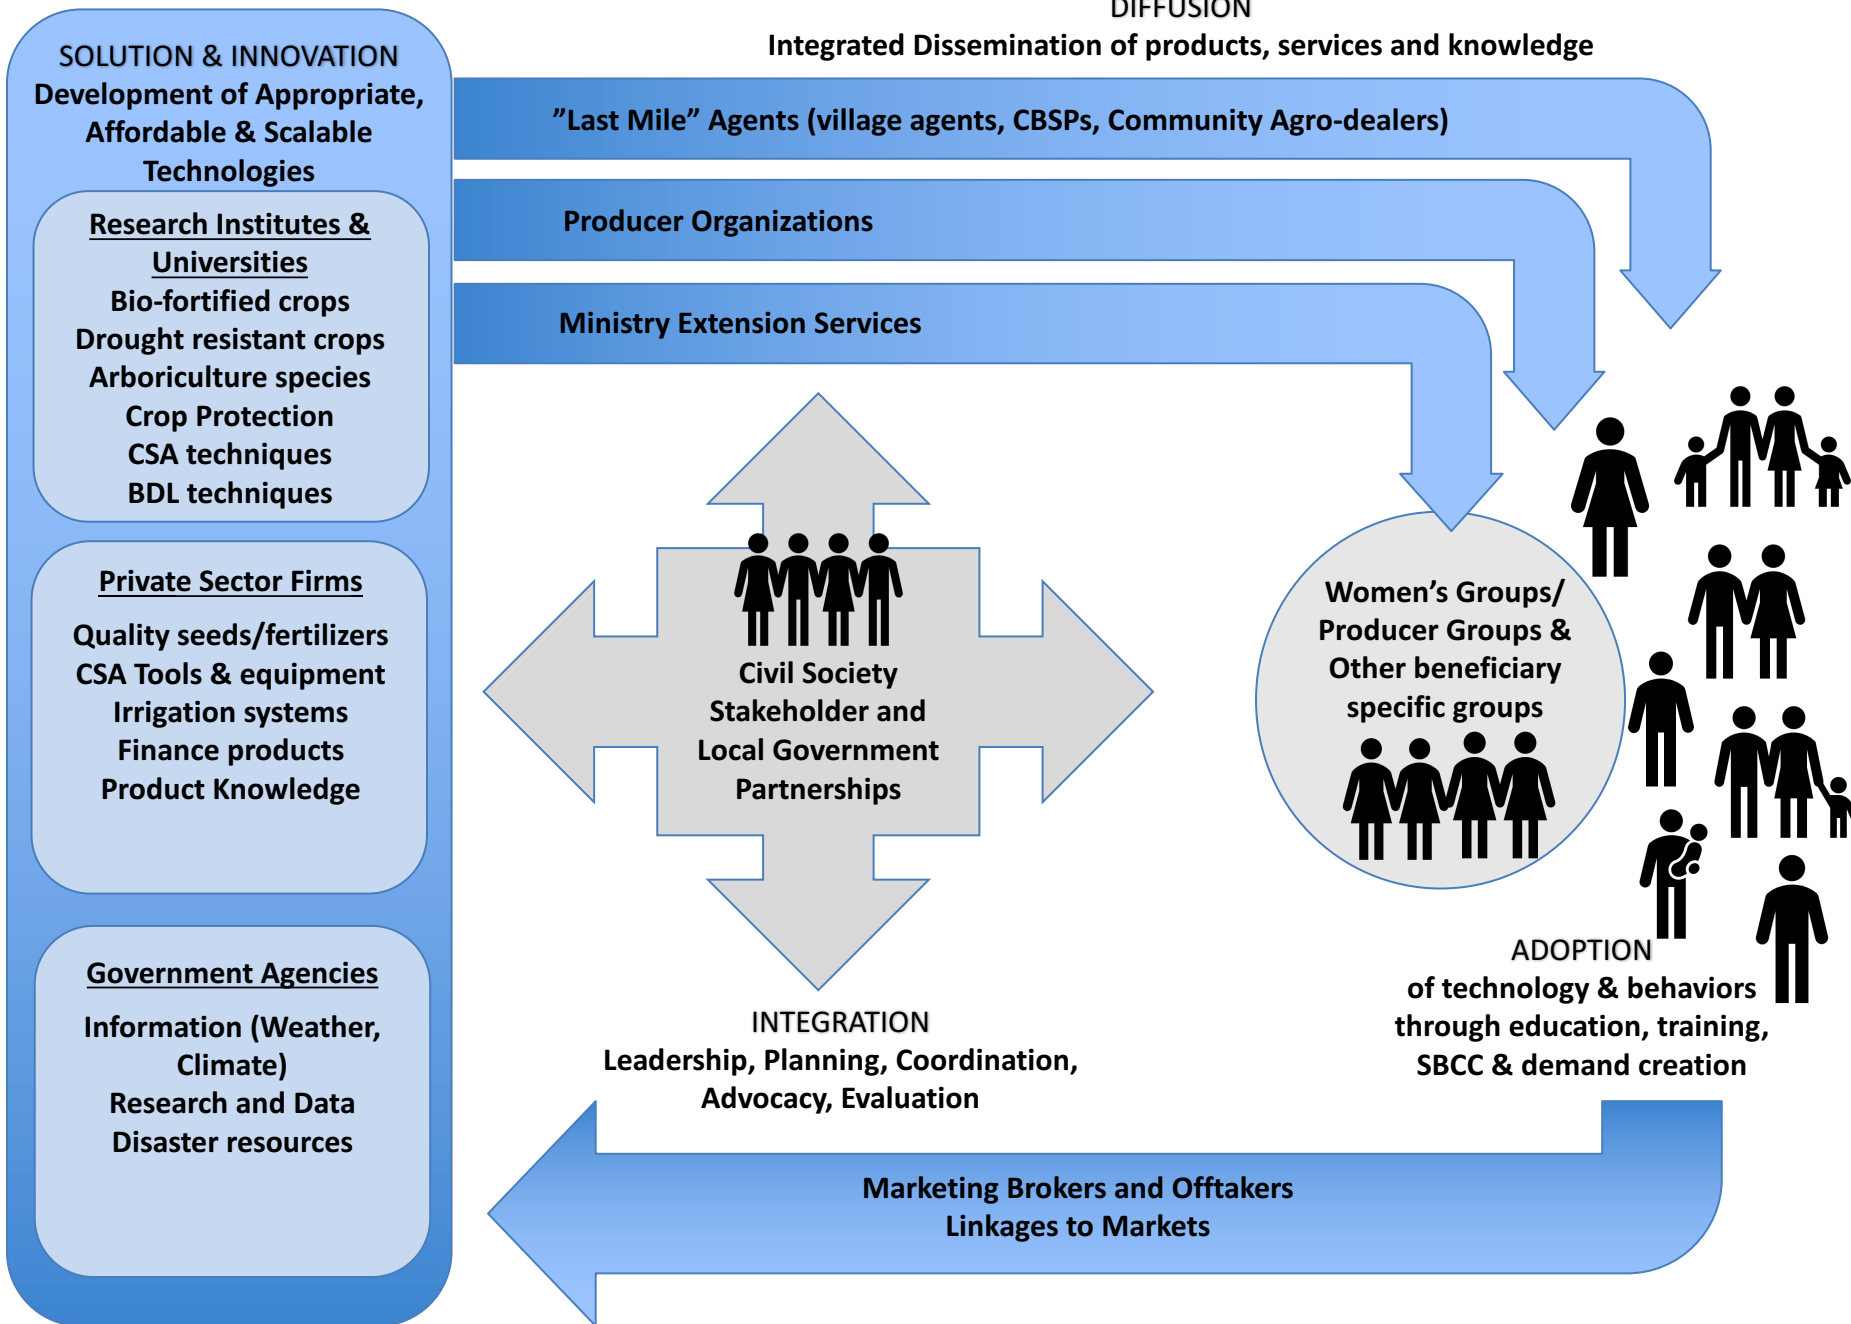 DIFFUSION
Integrated Dissemination of products, services and knowledge
SOLUTION & INNOVATION
Development of Appropriate,
Affordable & Scalable
Technologies
Research Institutes &
Universities
Bio-fortified crops
Drought resistant crops
Arboriculture species
Crop Protection
CSA techniques
BDL techniques
Private Sector Firms
Quality seeds/fertilizers
CSA Tools & equipment
Irrigation systems
Finance products
Product Knowledge
Government Agencies
Information (Weather,
Climate)
Research and Data
Disaster resources
”Last Mile” Agents (village agents, CBSPs, Community Agro-dealers)
Producer Organizations
Ministry Extension Services
Civil Society
Stakeholder and
Local Government
Partnerships
INTEGRATION
Leadership, Planning, Coordination,
Advocacy, Evaluation
Women’s Groups/
Producer Groups &
Other beneficiary
specific groups
ADOPTION
of technology & behaviors
through education, training,
SBCC & demand creation
Marketing Brokers and Offtakers
Linkages to Markets